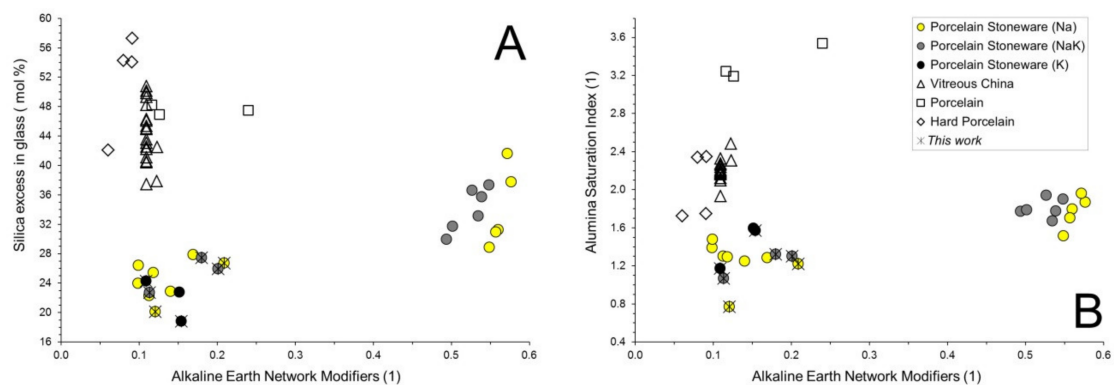 60
56
52
48
44
40
36
32
28
24
20
16
Silica excess in glass ( mol %)
A
0.0 0.1 0.2 0.3 0.4 0.5 0.6
Alkaline Earth Network Modifiers (1)
3.6
3.2
2.8
2.4
2.0
1.6
1.2
0.8
0.4
Alumina Saturation Index (1)
Porcelain Stoneware (Na)
Porcelain Stoneware (NaK)
Porcelain Stoneware (K)
Vitreous China
Porcelain
Hard Porcelain
This work
B
0.0 0.1 0.2 0.3 0.4 0.5 0.6
Alkaline Earth Network Modifiers (1)